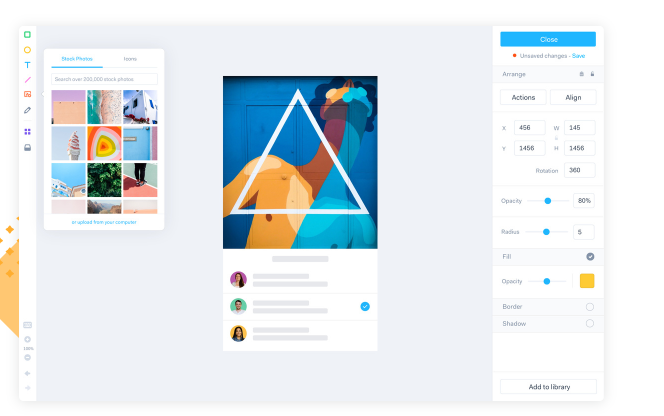 Close
Unsaved changes - Save
Stock Photos
Icons
Search over 200,000 stock photos
or upload from your computer
T
100%
Arrange
Actions
Align
X 456 W 145
Y 1456 H 1456
Rotation 360
Opacity 80%
Radius 5
Fill
Opacity
Border
Shadow
Add to library